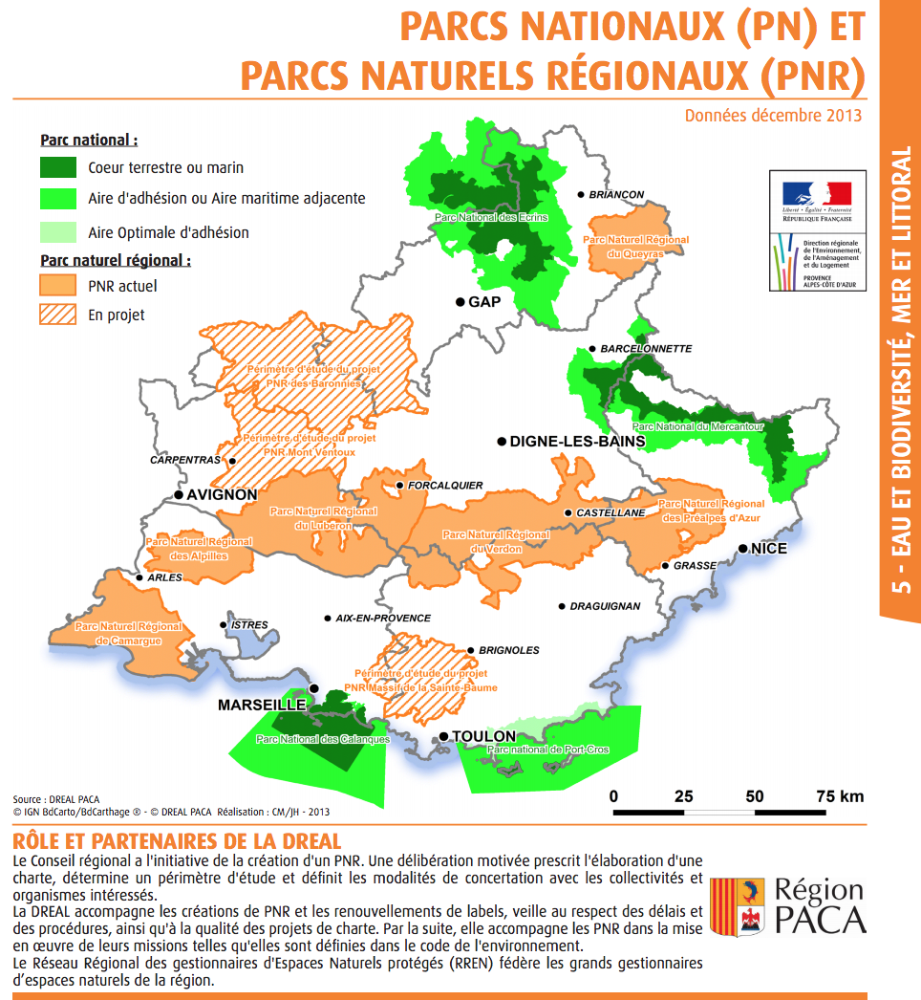 PARCS NATIONAUX (PN) ET
PARCS NATURELS RÉGIONAUX (PNR)
Données décembre 2013
5 - EAU ET BIODIVERSITÉ, MER ET LITTORAL
Parc national :
Coeur terrestre ou marin
Aire d'adhésion ou Aire maritime adjacente
Aire Optimale d'adhésion
Parc naturel régional :
PNR actuel
En projet
Liberté • Égalité • Fraternité
RÉPUBLIQUE FRANÇAISE
Direction régionale
de l'Environnement,
de l'Aménagement
et du Logement
PROVENCE
ALPES-CÔTE D'AZUR
BRIANCON
Parc National des Ecrins
Parc Naturel Régional
du Queyras
GAP
BARCELONNETTE
Périmètre d'étude du projet
PNR des Baronnies
Parc National du Mercantour
Périmètre d'étude du projet
PNR Mont Ventoux
DIGNE-LES-BAINS
CARPENTRAS
FORCALQUIER
AVIGNON
Parc Naturel Régional
du Luberon
CASTELLANE
Parc Naturel Régional
des Préalpes d'Azur
Parc Naturel Régional
des Alpilles
Parc Naturel Régional
du Verdon
NICE
GRASSE
ARLES
DRAGUIGNAN
AIX-EN-PROVENCE
ISTRES
Parc Naturel Régional
de Camargue
BRIGNOLES
Périmètre d'étude du projet
PNR Massif de la Sainte-Baume
MARSEILLE
Parc National des Calanques
TOULON
Parc national de Port-Cros
0 25 50 75 km
Source : DREAL PACA
© IGN BdCarto/BdCarthage ® - © DREAL PACA Réalisation : CM/JH - 2013
RÔLE ET PARTENAIRES DE LA DREAL
Le Conseil régional a l'initiative de la création d'un PNR. Une délibération motivée prescrit l'élaboration d'une
charte, détermine un périmètre d'étude et définit les modalités de concertation avec les collectivités et
organismes intéressés.
La DREAL accompagne les créations de PNR et les renouvellements de labels, veille au respect des délais et
des procédures, ainsi qu'à la qualité des projets de charte. Par la suite, elle accompagne les PNR dans la mise
en œuvre de leurs missions telles qu'elles sont définies dans le code de l'environnement.
Le Réseau Régional des gestionnaires d'Espaces Naturels protégés (RREN) fédère les grands gestionnaires
d'espaces naturels de la région.
Région
PACA